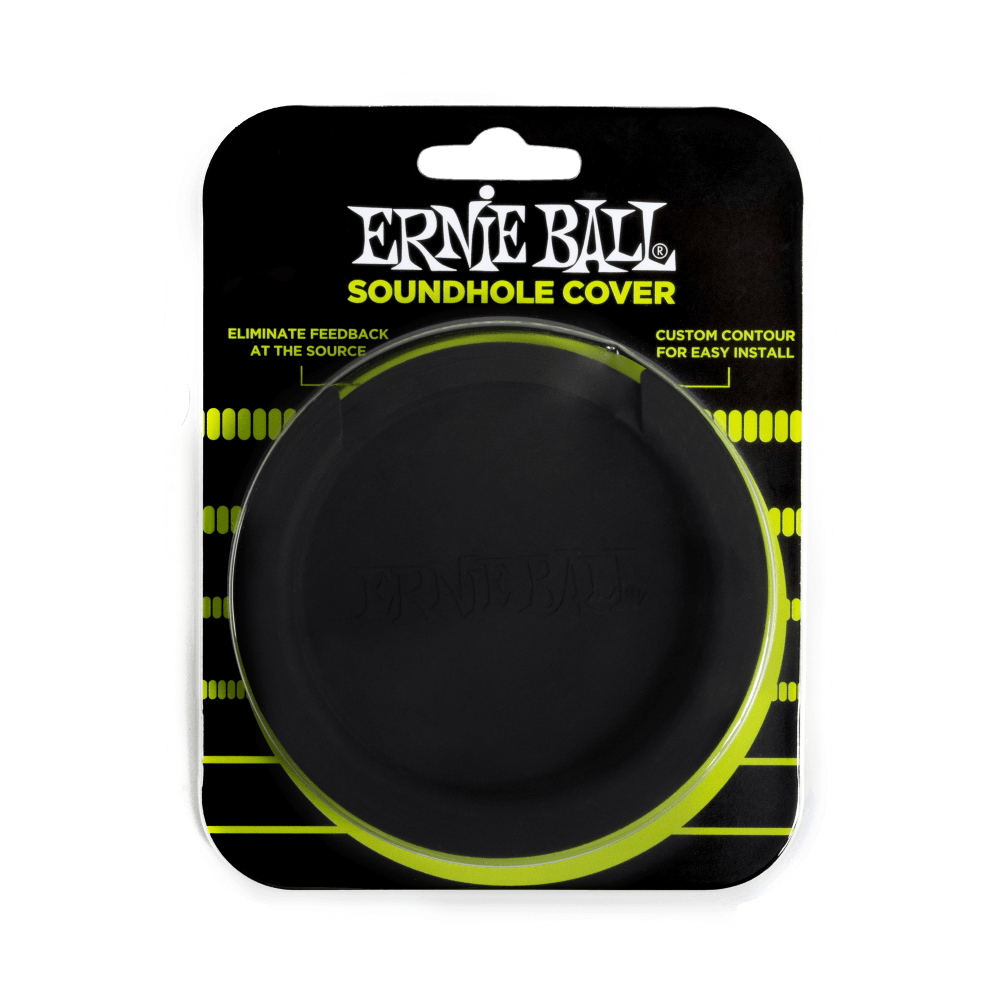 ERNIE BALL®
SOUNDHOLE COVER
ELIMINATE FEEDBACK
AT THE SOURCE
CUSTOM CONTOUR
FOR EASY INSTALL
ERNIE BALL